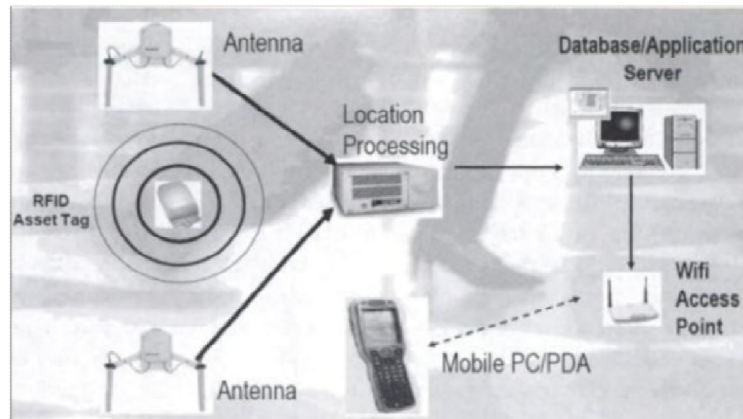 Antenna
Database/Application
Server
Location
Processing
RFID
Asset Tag
Wifi
Access
Point
Mobile PC/PDA
Antenna